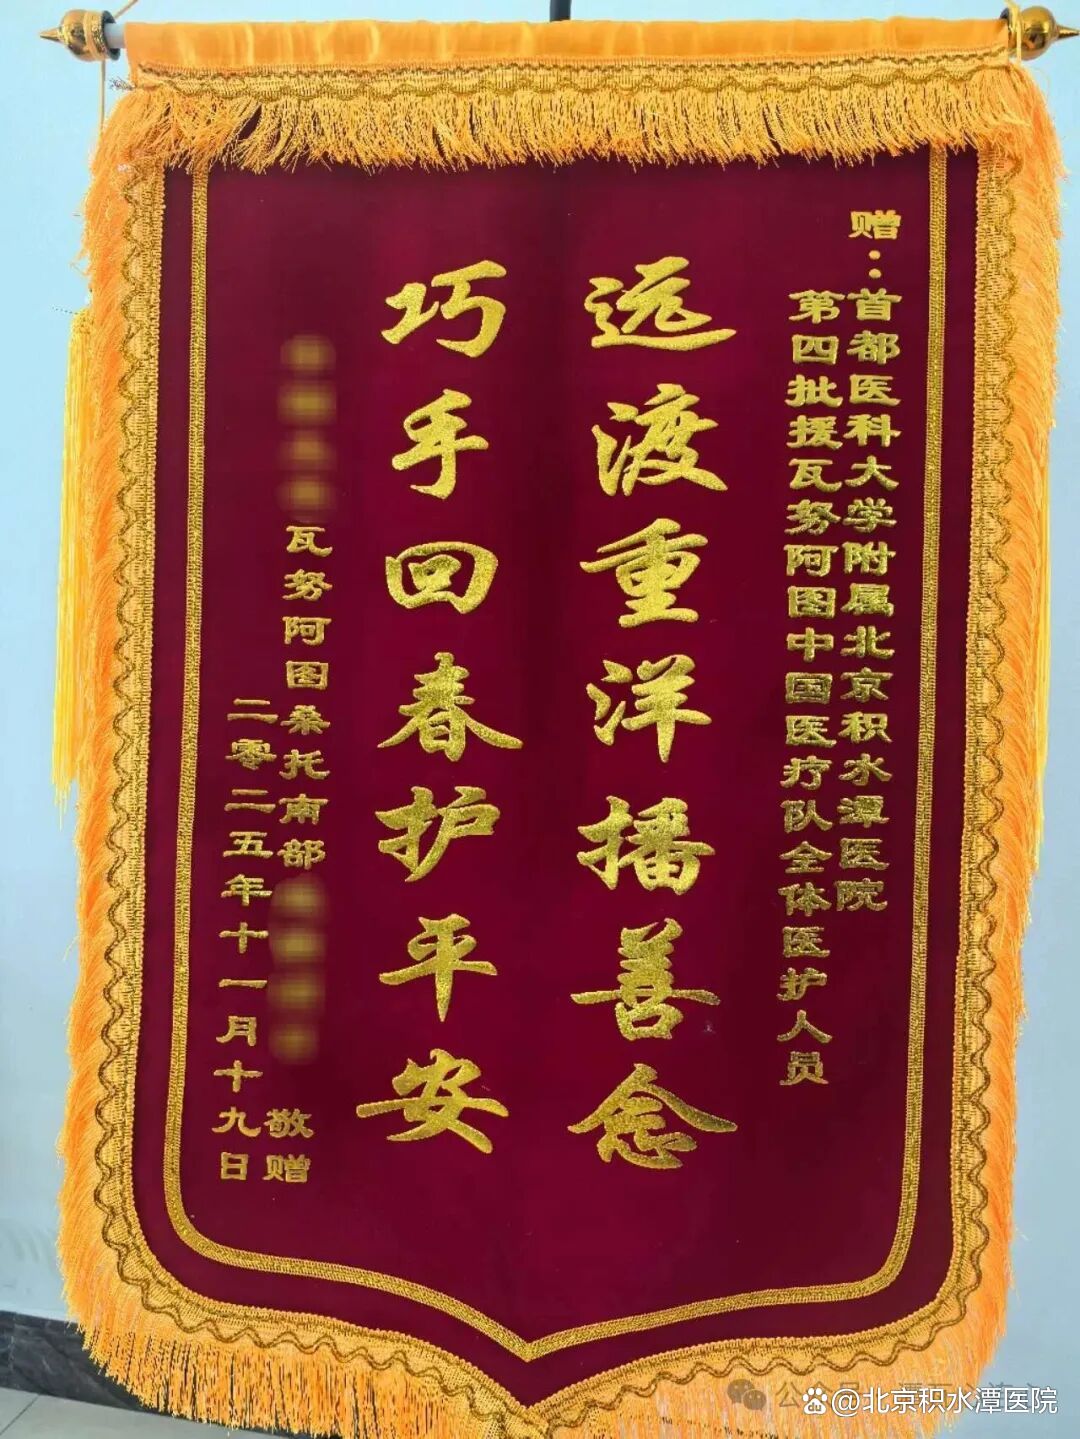 赠：首都医科大学附属北京积水潭医院
第四批援瓦努阿图中国医疗队全体医护人员
远渡重洋播善念
巧手回春护平安
瓦努阿图桑托南部
敬赠
二零二五年十一月十九日
@北京积水潭医院